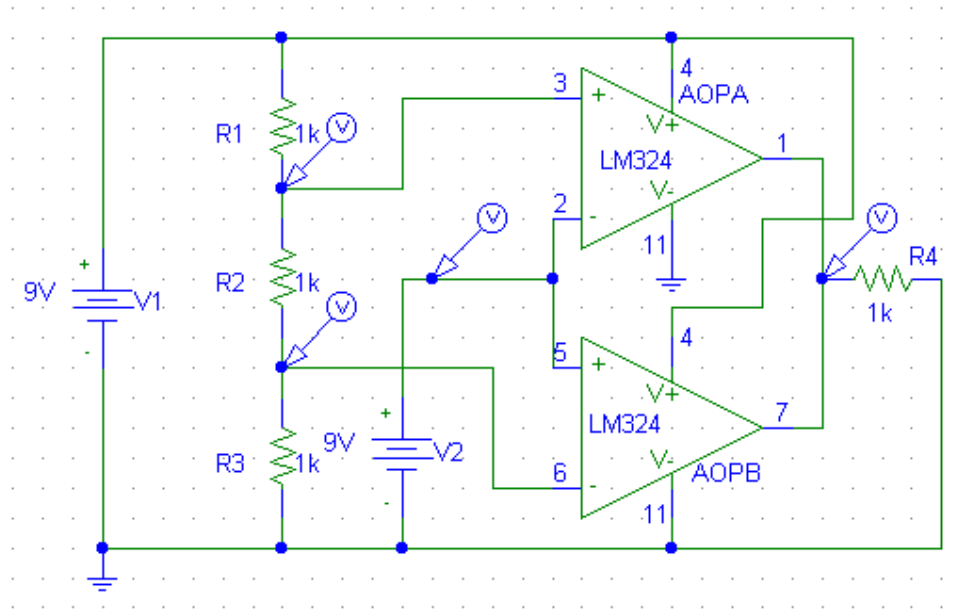 4
AOPA
3
+
R1
1k
V
V+
1
LM324
V-
2
-
V
V
11
R4
+
9V
V1
R2
1k
1k
V
-
5
+
4
V+
+
7
LM324
9V
V2
R3
1k
V-
6
-
AOPB
-
11